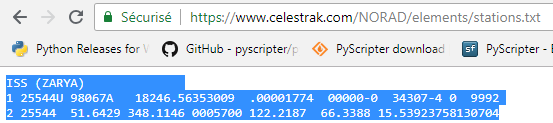 Sécurisé https://www.celestrak.com/NORAD/elements/stations.txt
Python Releases for W GitHub - pyscripter/p PyScripter download PyScripter - E
ISS (ZARYA)
1 25544U 98067A   18246.56353009  .00001774  00000-0  34307-4 0  9992
2 25544  51.6429 348.1146 0005700 122.2187  66.3388 15.53923758130704